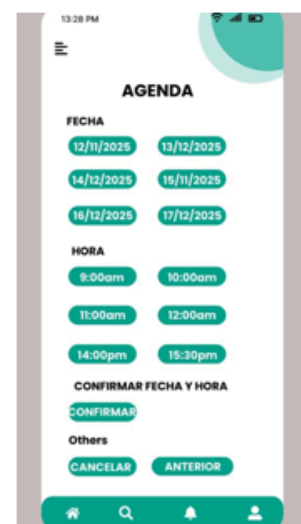 13:28 PM
AGENDA
FECHA
12/11/2025 13/12/2025
14/12/2025 15/11/2025
16/12/2025 17/12/2025
HORA
9:00am 10:00am
11:00am 12:00am
14:00pm 15:30pm
CONFIRMAR FECHA Y HORA
CONFIRMAR
Others
CANCELAR ANTERIOR